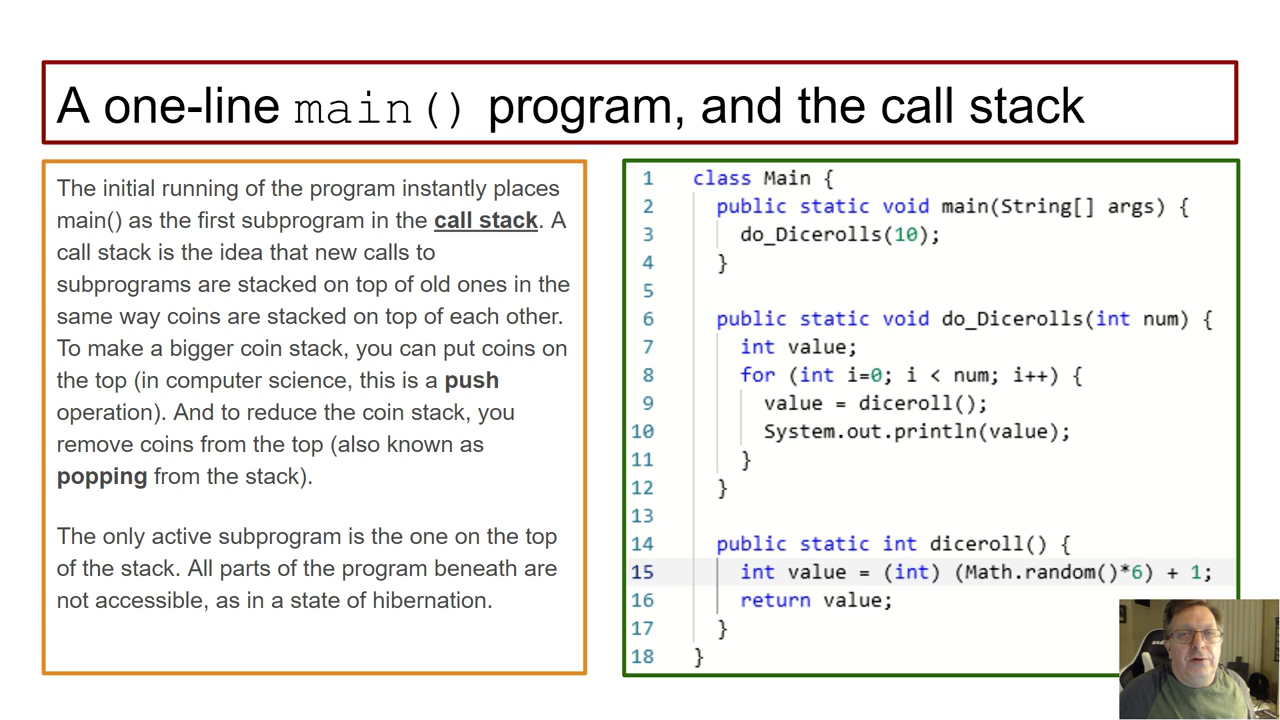 A one-line main() program, and the call stack
The initial running of the program instantly places
main() as the first subprogram in the call stack. A
call stack is the idea that new calls to
subprograms are stacked on top of old ones in the
same way coins are stacked on top of each other.
To make a bigger coin stack, you can put coins on
the top (in computer science, this is a push
operation). And to reduce the coin stack, you
remove coins from the top (also known as
popping from the stack).
The only active subprogram is the one on the top
of the stack. All parts of the program beneath are
not accessible, as in a state of hibernation.
1 class Main {
2 public static void main(String[] args) {
3 do_Dicerolls(10);
4 }
5
6 public static void do_Dicerolls(int num) {
7 int value;
8 for (int i=0; i < num; i++) {
9 value = diceroll();
10 System.out.println(value);
11 }
12 }
13
14 public static int diceroll() {
15 int value = (int) (Math.random()*6) + 1;
16 return value;
17 }
18 }